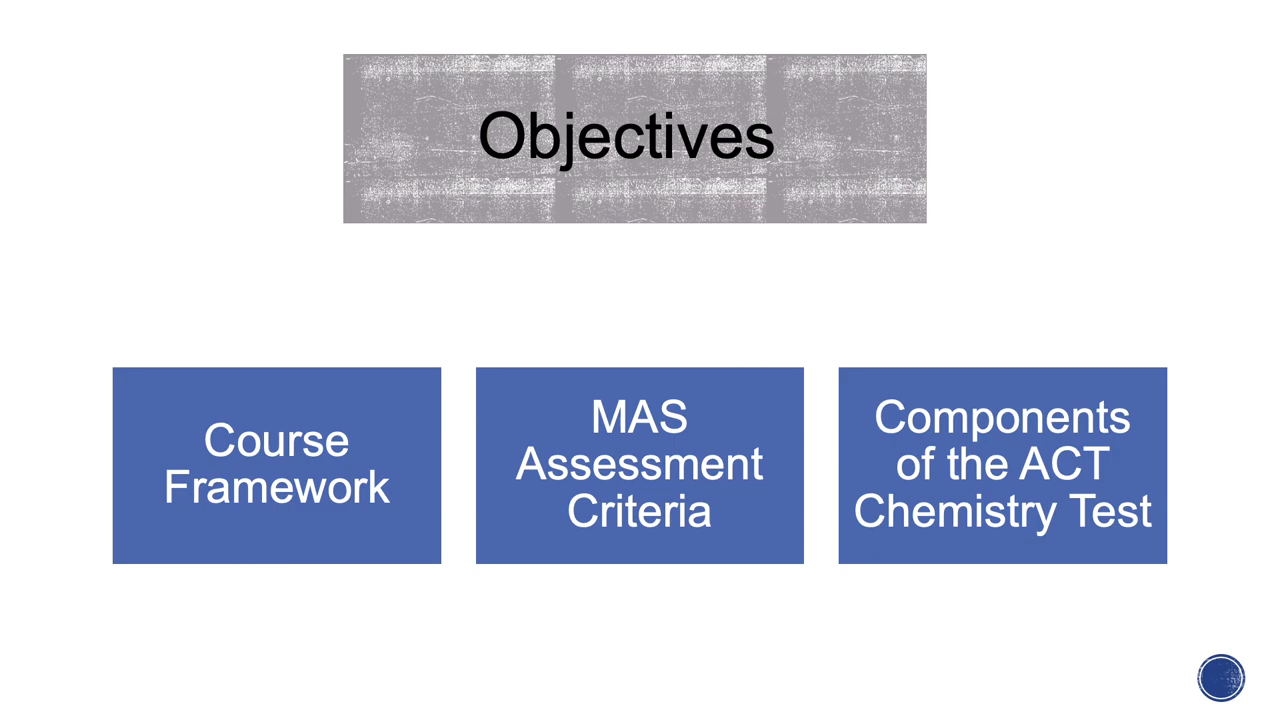 Objectives
Course
Framework
MAS
Assessment
Criteria
Components
of the ACT
Chemistry Test